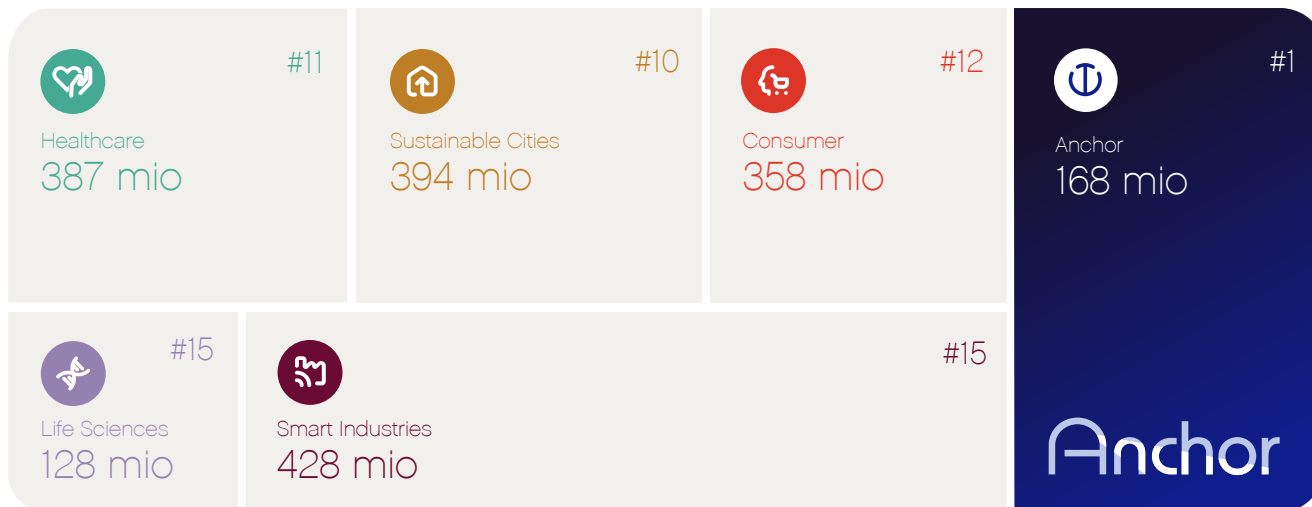 #11
Healthcare
387 mio
#10
Sustainable Cities
394 mio
#12
Consumer
358 mio
#1
Anchor
168 mio
#15
Life Sciences
128 mio
#15
Smart Industries
428 mio
Anchor